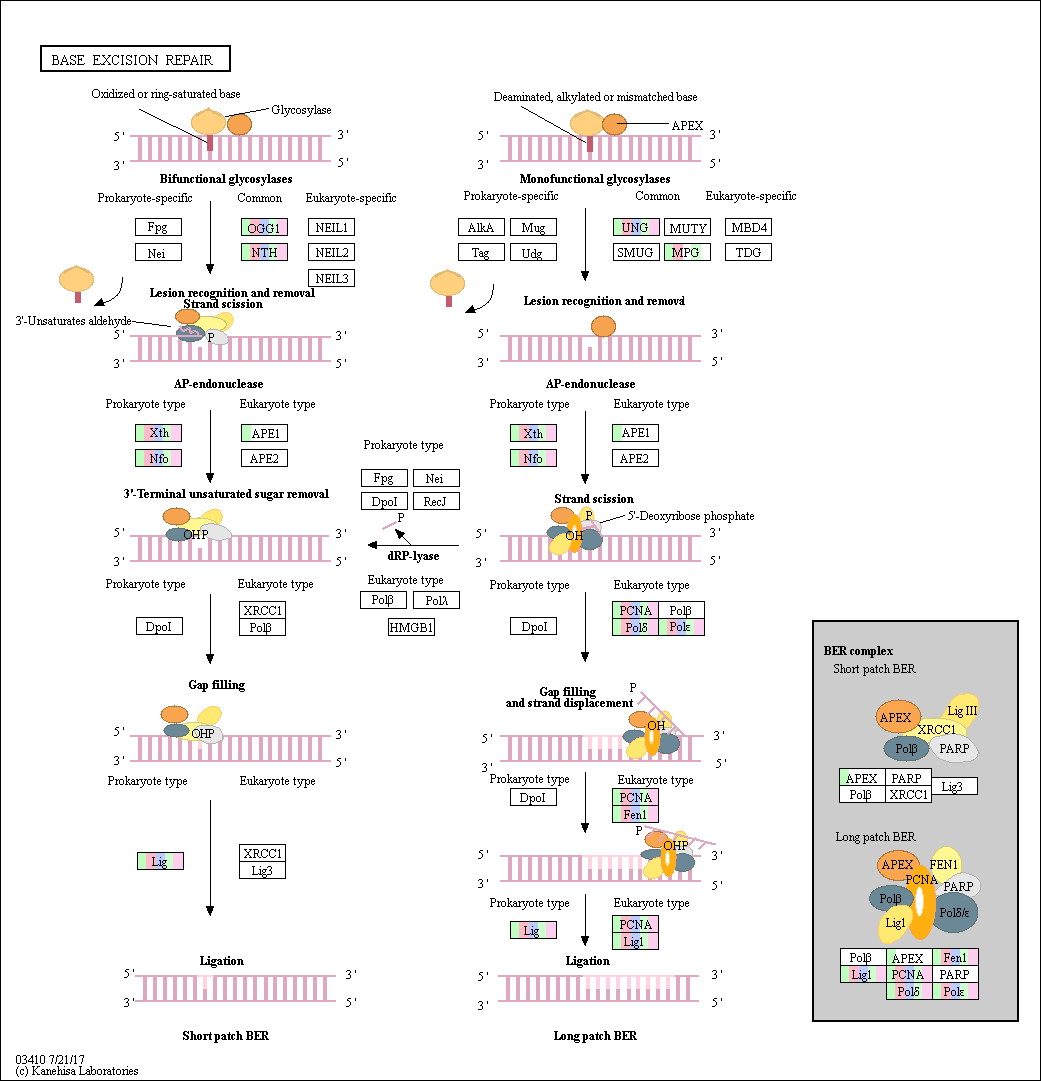 BASE EXCISION REPAIR
Oxidized or ring-saturated base
Glycosylase
5'
3'
3'
5'
Bifunctional glycosylases
Prokaryote-specific
Common
Eukaryote-specific
Fpg
OGG1
NEIL1
Nei
NTH
NEIL2
NEIL3
Lesion recognition and removal
Strand scission
3'-Unsaturates aldehyde
P
5'
3'
3'
5'
AP-endonuclease
Prokaryote type
Eukaryote type
Xth
APE1
Nfo
APE2
3'-Terminal unsaturated sugar removal
OHP
5'
3'
3'
5'
Prokaryote type
Eukaryote type
DpoI
XRCC1
Polβ
Gap filling
OHP
5'
3'
3'
5'
Prokaryote type
Eukaryote type
Lig
XRCC1
Lig3
Ligation
5'
3'
3'
5'
Short patch BER
Prokaryote type
Fpg
Nei
DpoI
RecJ
P
dRP-lyase
Eukaryote type
Polβ
Polλ
HMGB1
Deaminated, alkylated or mismatched base
APEX
5'
3'
3'
5'
Monofunctional glycosylases
Prokaryote-specific
Common
Eukaryote-specific
AlkA
Mug
UNG
MUTY
MBD4
Tag
Udg
SMUG
MPG
TDG
Lesion recognition and remova
5'
3'
3'
5'
AP-endonuclease
Prokaryote type
Eukaryote type
Xth
APE1
Nfo
APE2
Strand scission
P
5'-Deoxyribose phosphate
OH
5'
3'
3'
5'
Prokaryote type
Eukaryote type
DpoI
PCNA
Polβ
Polδ
Polε
Gap filling
and strand displacement
P
OH
5'
3'
3'
5'
Prokaryote type
Eukaryote type
DpoI
PCNA
Fen1
P
OHP
5'
3'
3'
5'
Prokaryote type
Eukaryote type
Lig
PCNA
Lig1
Ligation
5'
3'
3'
5'
Long patch BER
BER complex
Short patch BER
APEX
Lig III
XRCC1
Polβ
PARP
APEX
PARP
Polβ
XRCC1
Lig3
Long patch BER
APEX
FEN1
PCNA
PARP
Polβ
Polδ/ε
Lig1
Polβ
APEX
Fen1
Lig1
PCNA
PARP
Polδ
Polε
03410 7/21/17
(c) Kanehisa Laboratories